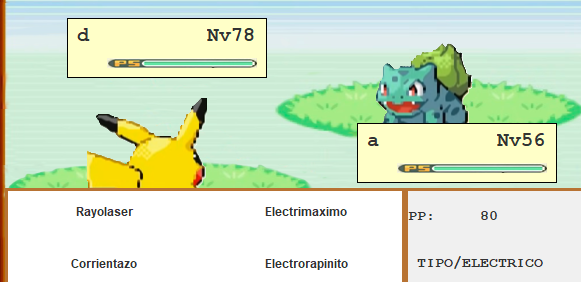 d Nv78
PS
a Nv56
PS
Rayolaser Electrimaximo PP: 80
Corrientazo Electrorapinito TIPO/ELECTRICO